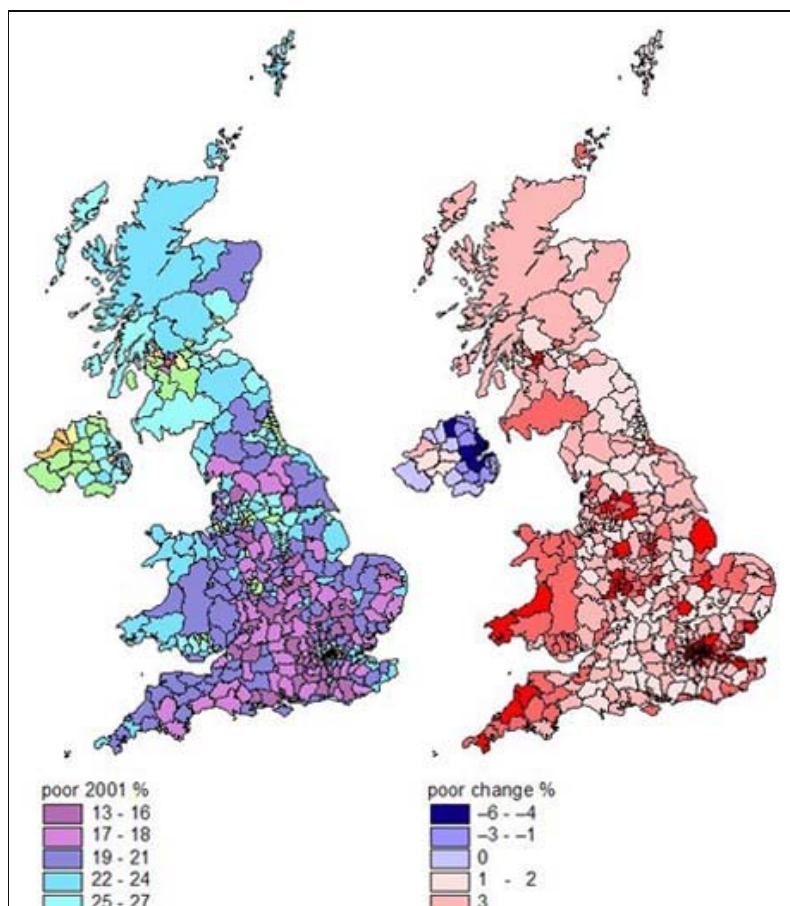 poor 2001 %
13 - 16
17 - 18
19 - 21
22 - 24
25 - 27
poor change %
–6 - –4
–3 - –1
0
1 - 2
3